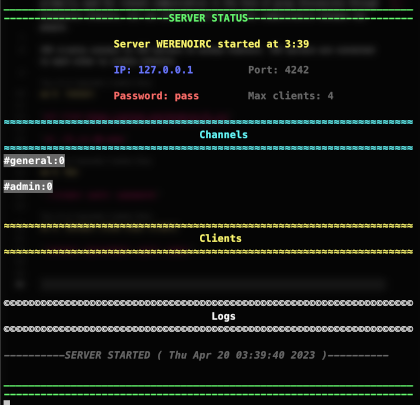 SERVER STATUS
Server WERENOIRC started at 3:39
IP: 127.0.0.1 Port: 4242
Password: pass Max clients: 4
Channels
#general:0
#admin:0
Clients
Logs
----------SERVER STARTED ( Thu Apr 20 03:39:40 2023 )----------